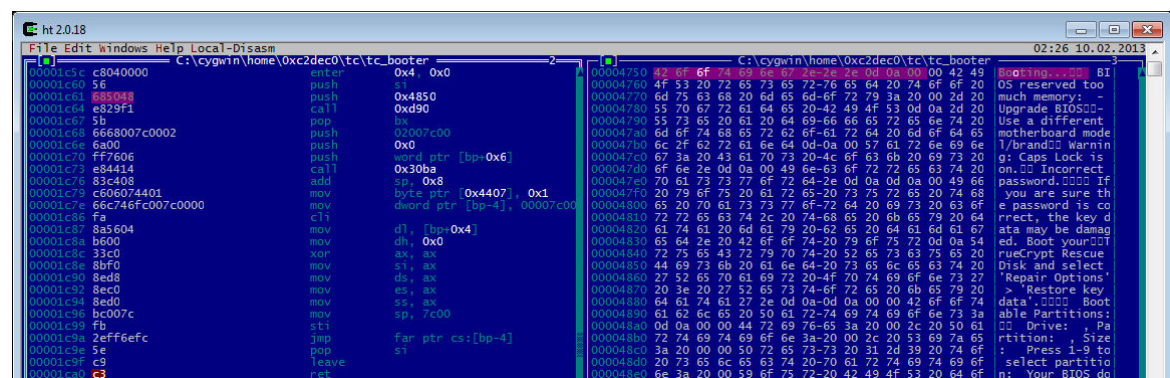 ht 2.0.18
File Edit Windows Help Local-Disasm 02:26 10.02.2013
[■] C:\cygwin\home\0xc2dec0\tc\tc_booter 2
00001c5c c8040000 enter 0x4, 0x0
00001c60 56 push si
00001c61 685048 push 0x4850
00001c64 e829f1 call 0xd90
00001c67 5b pop bx
00001c68 6668007c0002 push 02007c00
00001c6e 6a00 push 0x0
00001c70 ff7606 push word ptr [bp+0x6]
00001c73 e84414 call 0x30ba
00001c76 83c408 add sp, 0x8
00001c79 c606074401 mov byte ptr [0x4407], 0x1
00001c7e 66c746fc007c0000 mov dword ptr [bp-4], 00007c00
00001c86 fa cli
00001c87 8a5604 mov dl, [bp+0x4]
00001c8a b600 mov dh, 0x0
00001c8c 33c0 xor ax, ax
00001c8e 8bf0 mov si, ax
00001c90 8ed8 mov ds, ax
00001c92 8ec0 mov es, ax
00001c94 8ed0 mov ss, ax
00001c96 bc007c mov sp, 7c00
00001c99 fb sti
00001c9a 2eff6efc jmp far ptr cs:[bp-4]
00001c9e 5e pop si
00001c9f c9 leave
00001ca0 c3 ret
[■] C:\cygwin\home\0xc2dec0\tc\tc_booter 3
00004750 42 6f 6f 74 69 6e 67 2e-2e 2e 0d 0a 00 00 42 49 Booting...▯▯ BI
00004760 4f 53 20 72 65 73 65 72-76 65 64 20 74 6f 6f 20 OS reserved too
00004770 6d 75 63 68 20 6d 65 6d-6f 72 79 3a 20 00 2d 20 much memory: -
00004780 55 70 67 72 61 64 65 20-42 49 4f 53 0d 0a 2d 20 Upgrade BIOS▯▯-
00004790 55 73 65 20 61 20 64 69-66 66 65 72 65 6e 74 20 Use a different
000047a0 6d 6f 74 68 65 72 62 6f-61 72 64 20 6d 6f 64 65 motherboard mode
000047b0 6c 2f 62 72 61 6e 64 0d-0a 00 57 61 72 6e 69 6e l/brand▯▯ Warnin
000047c0 67 3a 20 43 61 70 73 20-4c 6f 63 6b 20 69 73 20 g: Caps Lock is
000047d0 6f 6e 2e 0d 0a 00 49 6e-63 6f 72 72 65 63 74 20 on.▯▯ Incorrect
000047e0 70 61 73 73 77 6f 72 64-2e 0d 0a 0d 0a 00 49 66 password.▯▯▯▯ If
000047f0 20 79 6f 75 20 61 72 65-20 73 75 72 65 20 74 68 you are sure th
00004800 65 20 70 61 73 73 77 6f-72 64 20 69 73 20 63 6f e password is co
00004810 72 72 65 63 74 2c 20 74-68 65 20 6b 65 79 20 64 rrect, the key d
00004820 61 74 61 20 6d 61 79 20-62 65 20 64 61 6d 61 67 ata may be damag
00004830 65 64 2e 20 42 6f 6f 74-20 79 6f 75 72 0d 0a 54 ed. Boot your▯▯T
00004840 72 75 65 43 72 79 70 74-20 52 65 73 63 75 65 20 rueCrypt Rescue
00004850 44 69 73 6b 20 61 6e 64-20 73 65 6c 65 63 74 20 Disk and select
00004860 27 52 65 70 61 69 72 20-4f 70 74 69 6f 6e 73 27 'Repair Options'
00004870 20 3e 20 27 52 65 73 74-6f 72 65 20 6b 65 79 20 > 'Restore key
00004880 64 61 74 61 27 2e 0d 0a-0d 0a 00 00 42 6f 6f 74 data'.▯▯▯▯ Boot
00004890 61 62 6c 65 20 50 61 72-74 69 74 69 6f 6e 73 3a able Partitions:
000048a0 0d 0a 00 00 44 72 69 76-65 3a 20 00 2c 20 50 61 ▯▯ Drive: , Pa
000048b0 72 74 69 74 69 6f 6e 3a-20 00 2c 20 53 69 7a 65 rtition: , Size
000048c0 3a 20 00 00 50 72 65 73-73 20 31 2d 39 20 74 6f : Press 1-9 to
000048d0 20 73 65 6c 65 63 74 20-70 61 72 74 69 74 69 6f select partitio
000048e0 6e 3a 20 00 59 6f 75 72-20 42 49 4f 53 20 64 6f n: Your BIOS do